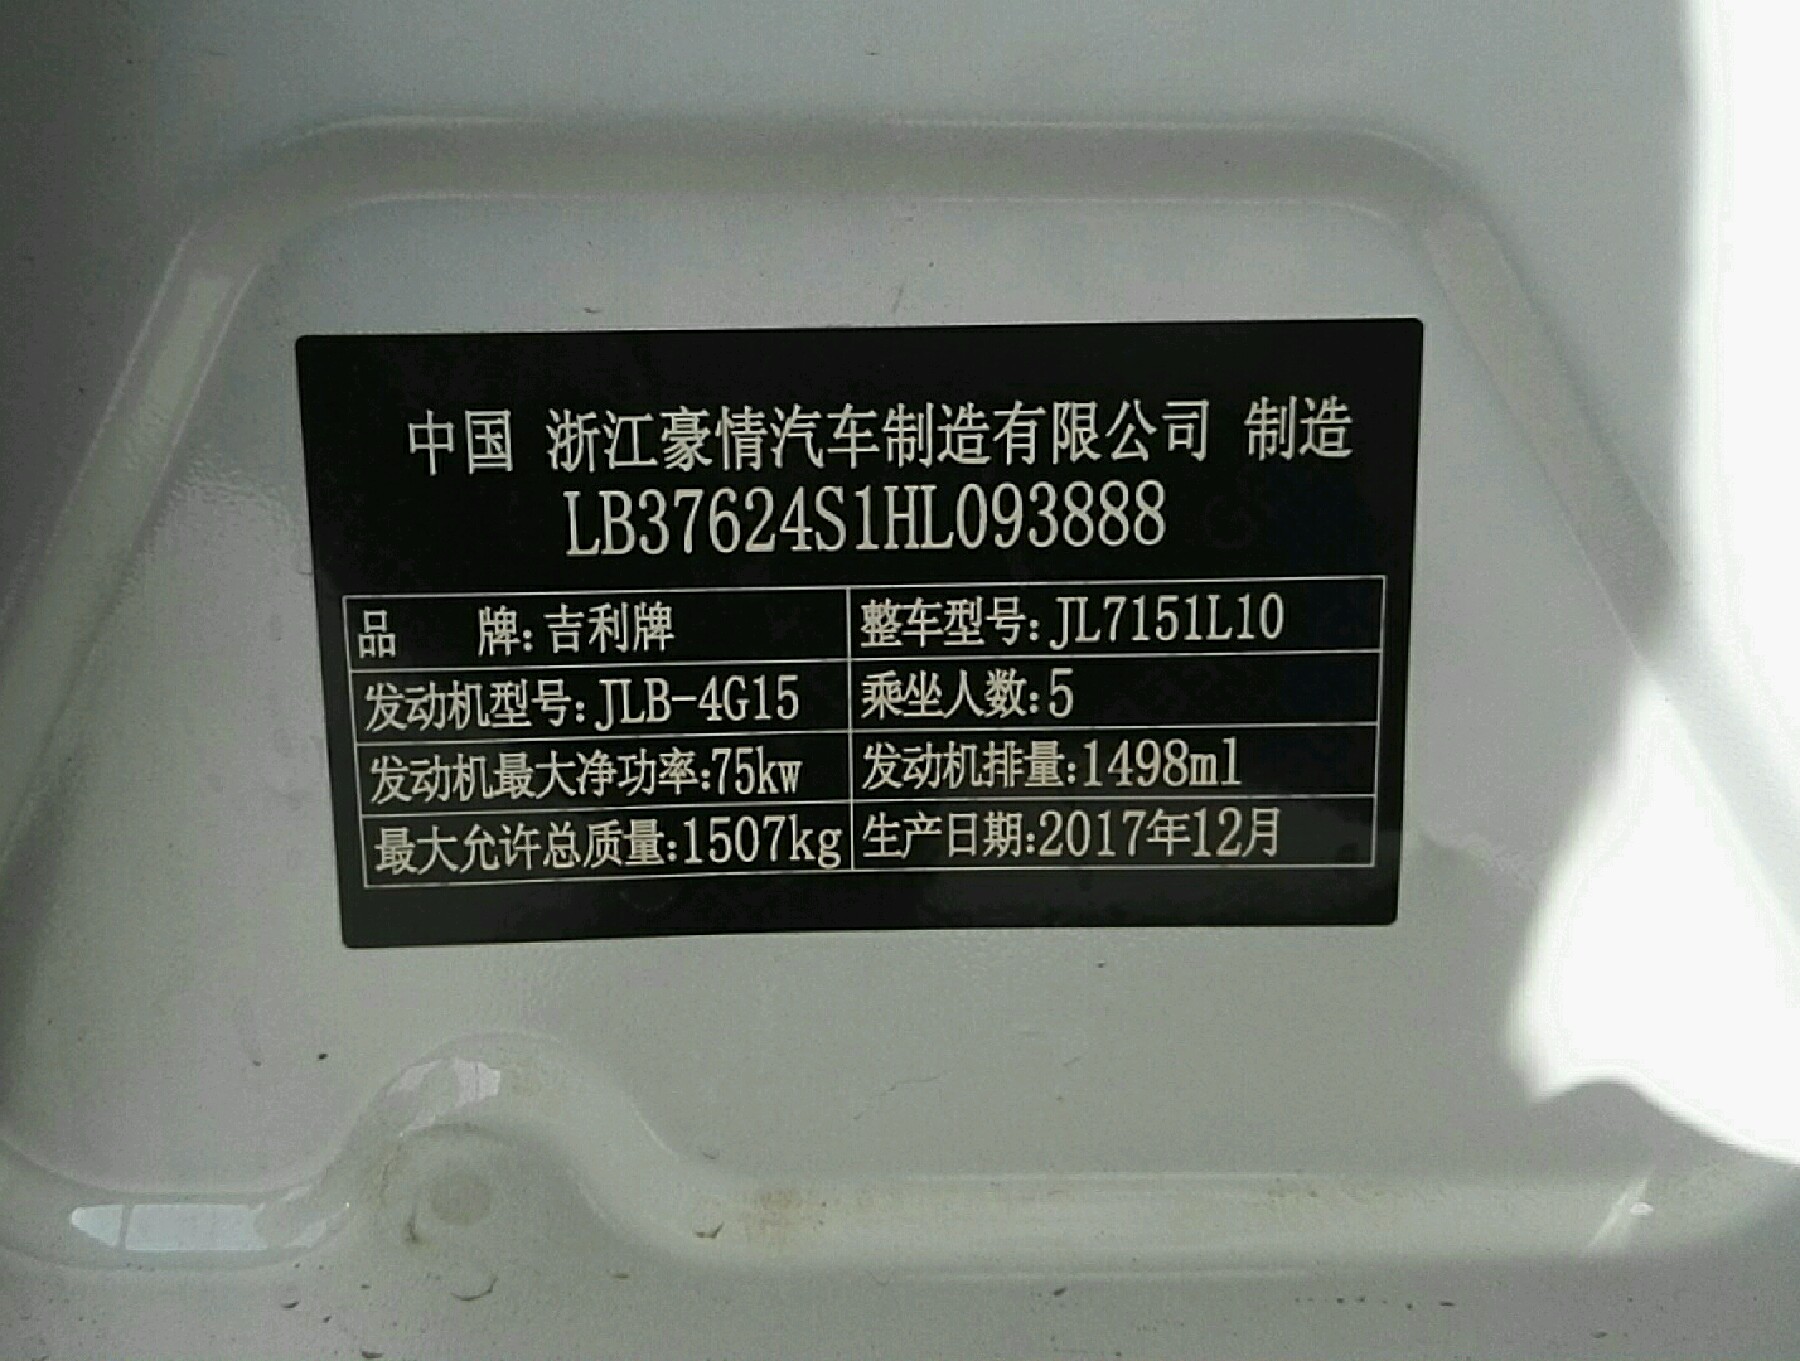 中国 浙江豪情汽车制造有限公司 制造
LB37624S1HL093888
品 牌:吉利牌 整车型号:JL7151L10
发动机型号:JLB-4G15 乘坐人数:5
发动机最大净功率:75kw 发动机排量:1498ml
最大允许总质量:1507kg 生产日期:2017年12月